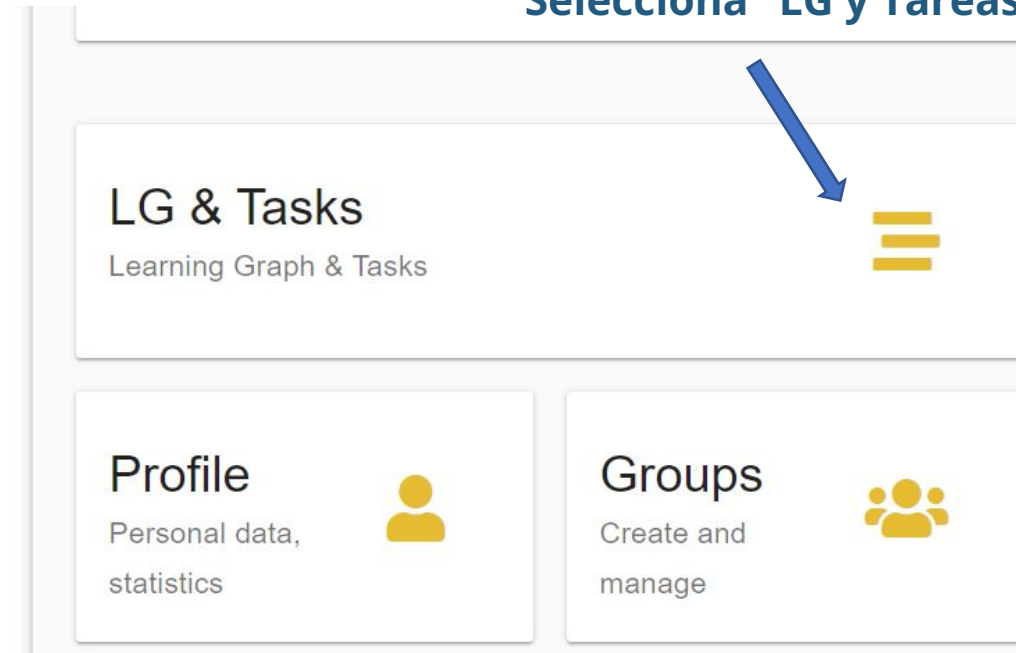 Selecciona "LG y Tareas
LG & Tasks
Learning Graph & Tasks
Profile
Personal data,
statistics
Groups
Create and
manage